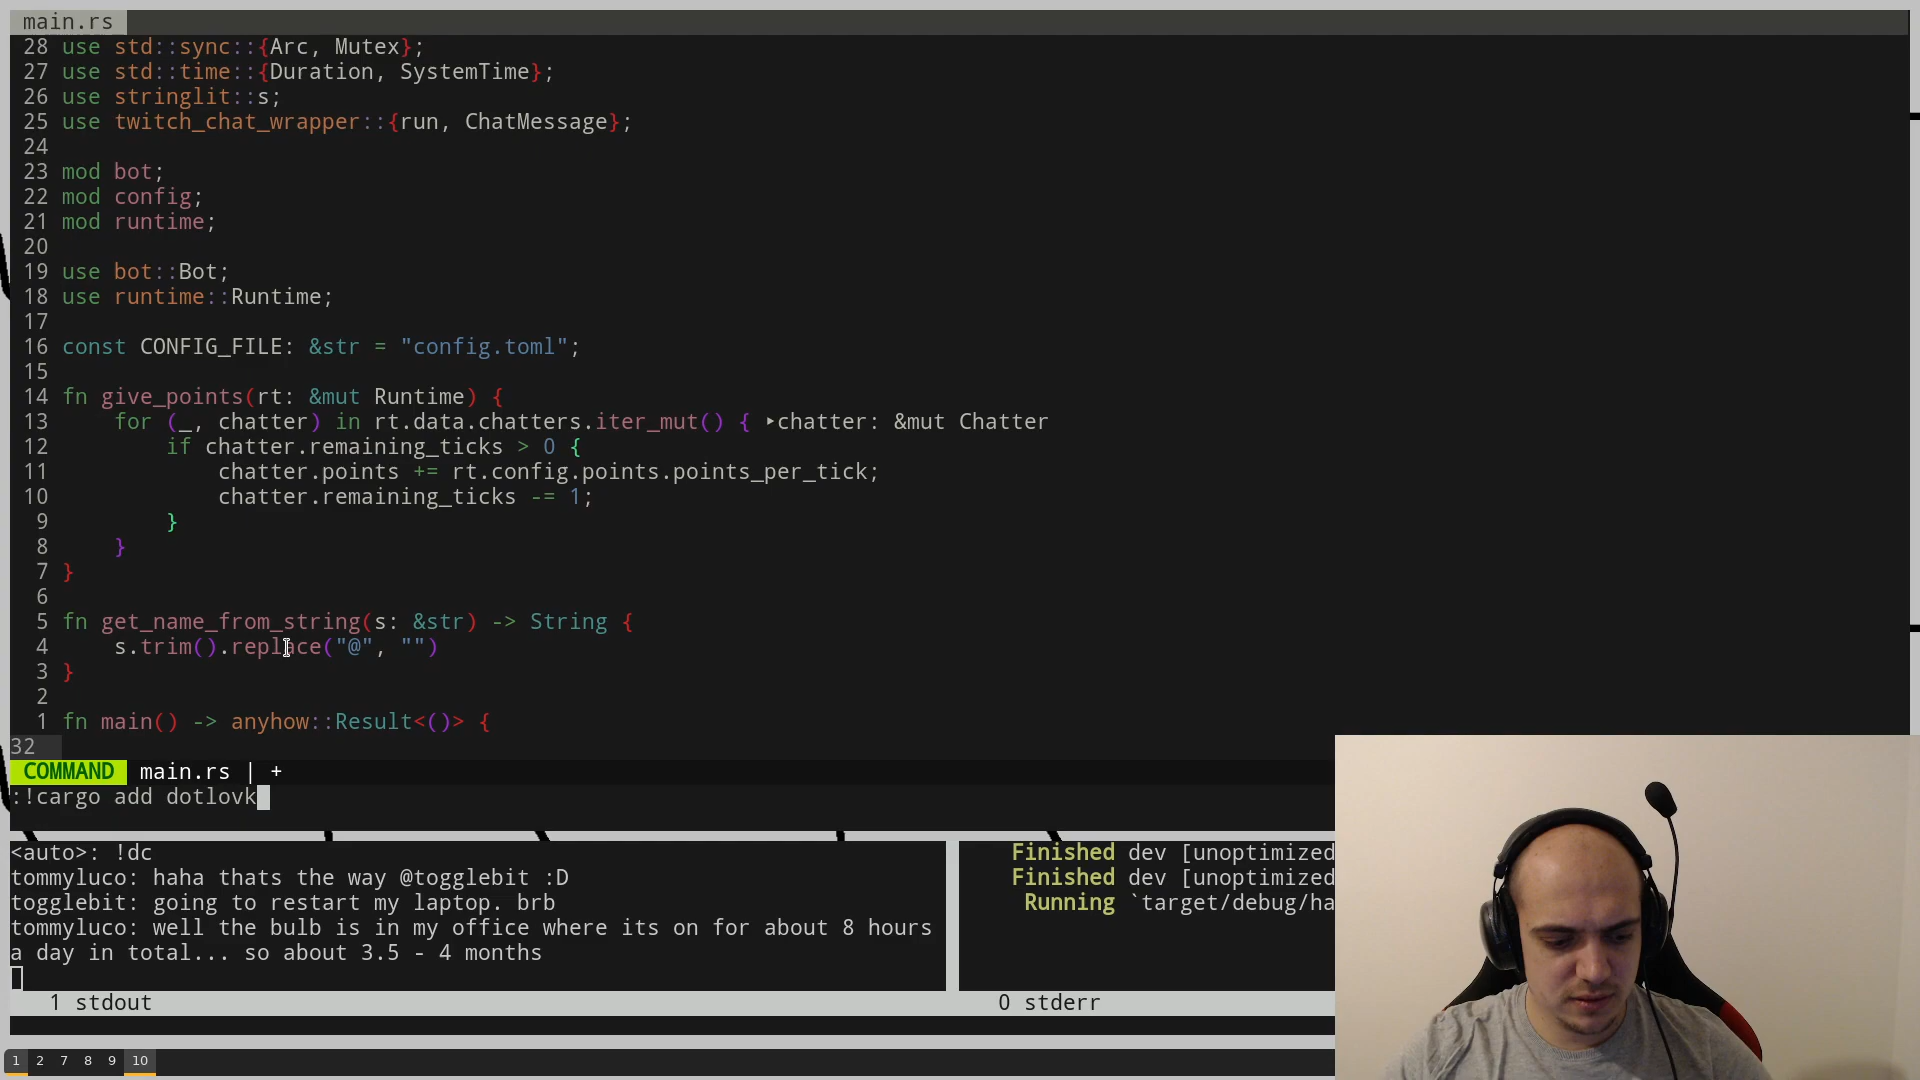 main.rs
28 use std::sync::{Arc, Mutex};
27 use std::time::{Duration, SystemTime};
26 use stringlit::s;
25 use twitch_chat_wrapper::{run, ChatMessage};
24
23 mod bot;
22 mod config;
21 mod runtime;
20
19 use bot::Bot;
18 use runtime::Runtime;
17
16 const CONFIG_FILE: &str = "config.toml";
15
14 fn give_points(rt: &mut Runtime) {
13     for (_, chatter) in rt.data.chatters.iter_mut() { ‣chatter: &mut Chatter
12         if chatter.remaining_ticks > 0 {
11             chatter.points += rt.config.points.points_per_tick;
10             chatter.remaining_ticks -= 1;
9         }
8     }
7 }
6
5 fn get_name_from_string(s: &str) -> String {
4     s.trim().replace("@", "")
3 }
2
1 fn main() -> anyhow::Result<()> {
32
COMMAND main.rs | +
:!cargo add dotlovk
<auto>: !dc
tommyluco: haha thats the way @togglebit :D
togglebit: going to restart my laptop. brb
tommyluco: well the bulb is in my office where its on for about 8 hours
a day in total... so about 3.5 - 4 months
1 stdout
Finished dev [unoptimized
Finished dev [unoptimized
Running `target/debug/ha
0 stderr
1 2 7 8 9 10